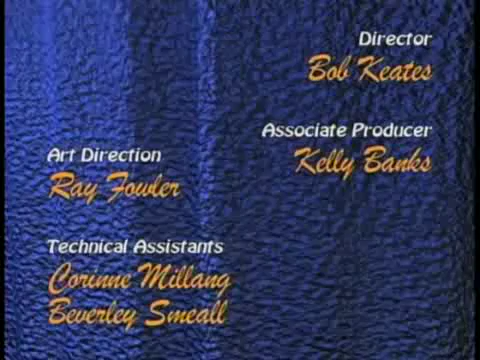 Director
Bob Keates
Associate Producer
Kelly Banks
Art Direction
Ray Fowler
Technical Assistants
Corinne Millang
Beverley Smeall